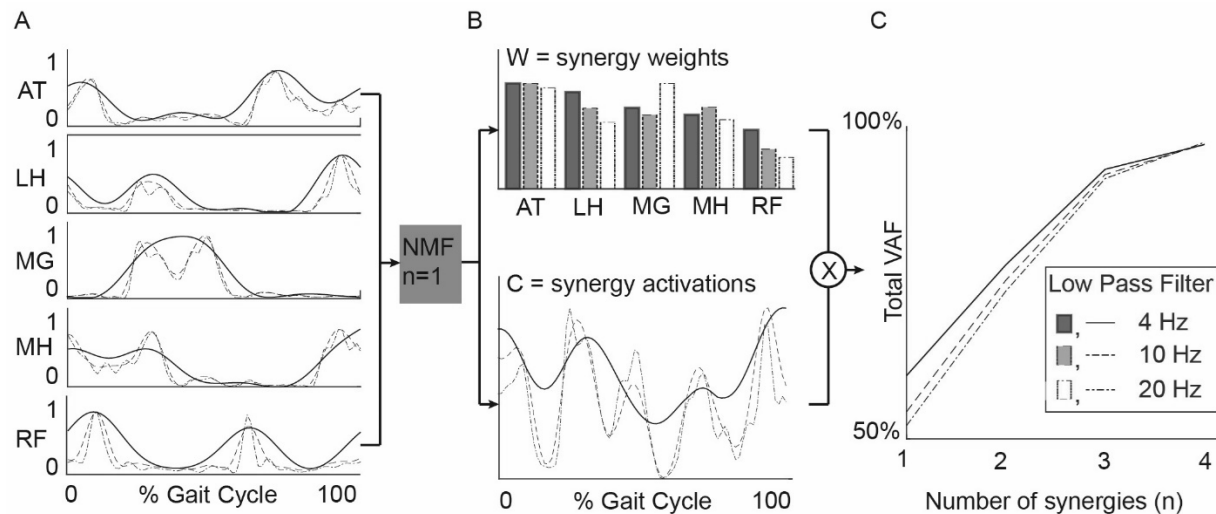 A
1
AT
0
1
LH
0
1
MG
0
1
MH
0
1
RF
0
0 % Gait Cycle 100
NMF
n=1
B
W = synergy weights
AT LH MG MH RF
C = synergy activations
0 % Gait Cycle 100
X
C
100%
Total VAF
50%
Low Pass Filter
, 4 Hz
, 10 Hz
, 20 Hz
1 2 3 4
Number of synergies (n)